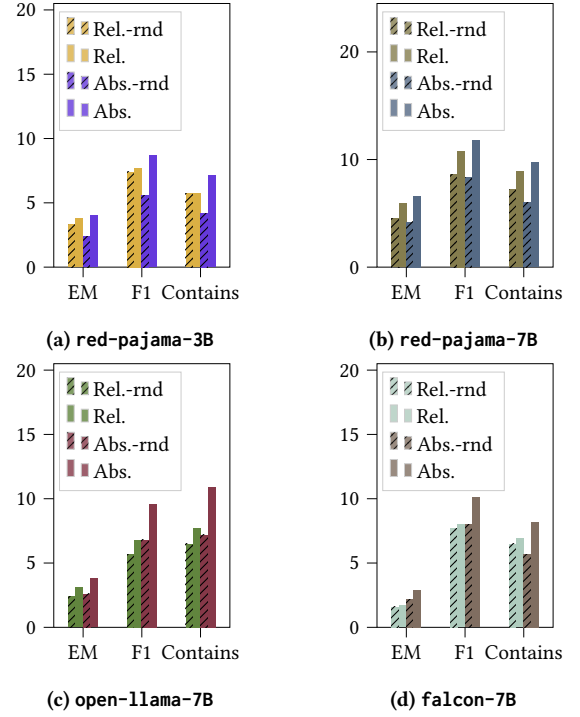 20
15
10
5
0
Rel.-rnd
Rel.
Abs.-rnd
Abs.
EM F1 Contains
(a) red-pajama-3B
20
10
0
Rel.-rnd
Rel.
Abs.-rnd
Abs.
EM F1 Contains
(b) red-pajama-7B
20
15
10
5
0
Rel.-rnd
Rel.
Abs.-rnd
Abs.
EM F1 Contains
(c) open-llama-7B
20
15
10
5
0
Rel.-rnd
Rel.
Abs.-rnd
Abs.
EM F1 Contains
(d) falcon-7B